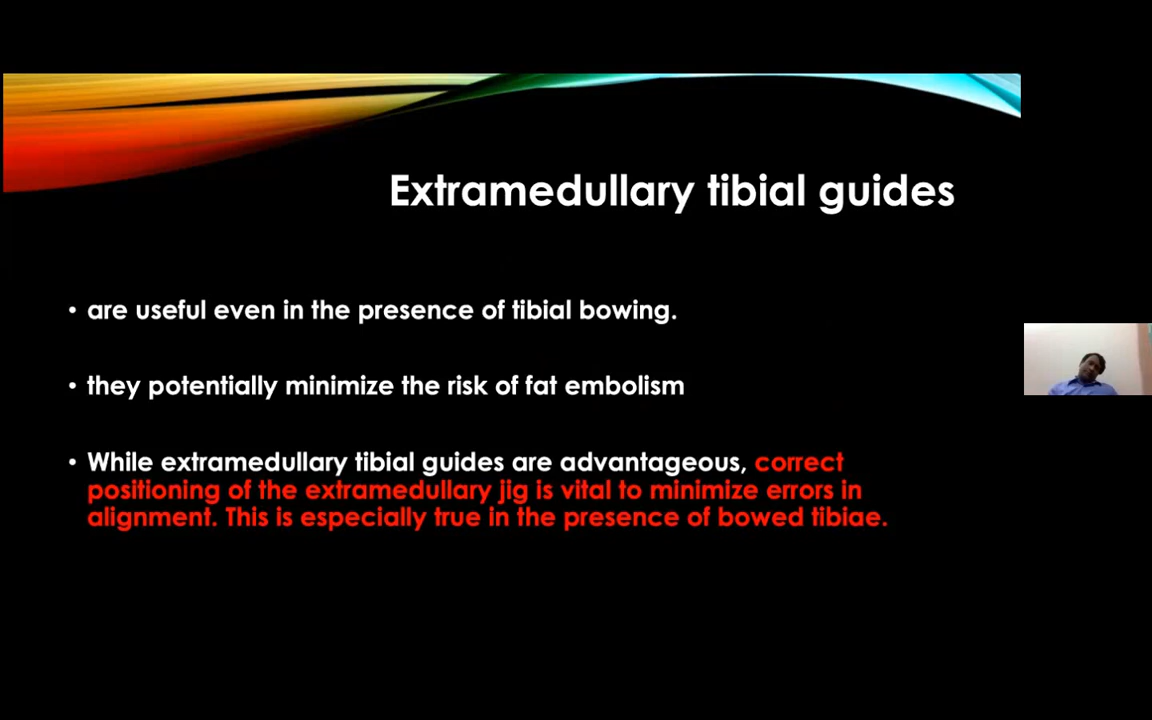 Extramedullary tibial guides
• are useful even in the presence of tibial bowing.
• they potentially minimize the risk of fat embolism
• While extramedullary tibial guides are advantageous, correct
positioning of the extramedullary jig is vital to minimize errors in
alignment. This is especially true in the presence of bowed tibiae.